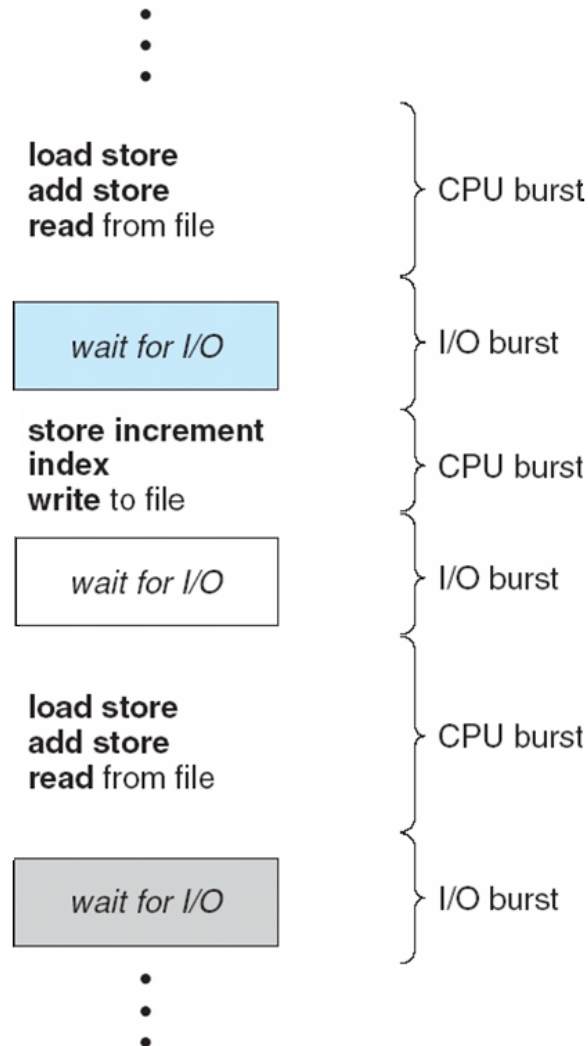 load store
add store
read from file
CPU burst
wait for I/O
I/O burst
store increment
index
write to file
CPU burst
wait for I/O
I/O burst
load store
add store
read from file
CPU burst
wait for I/O
I/O burst